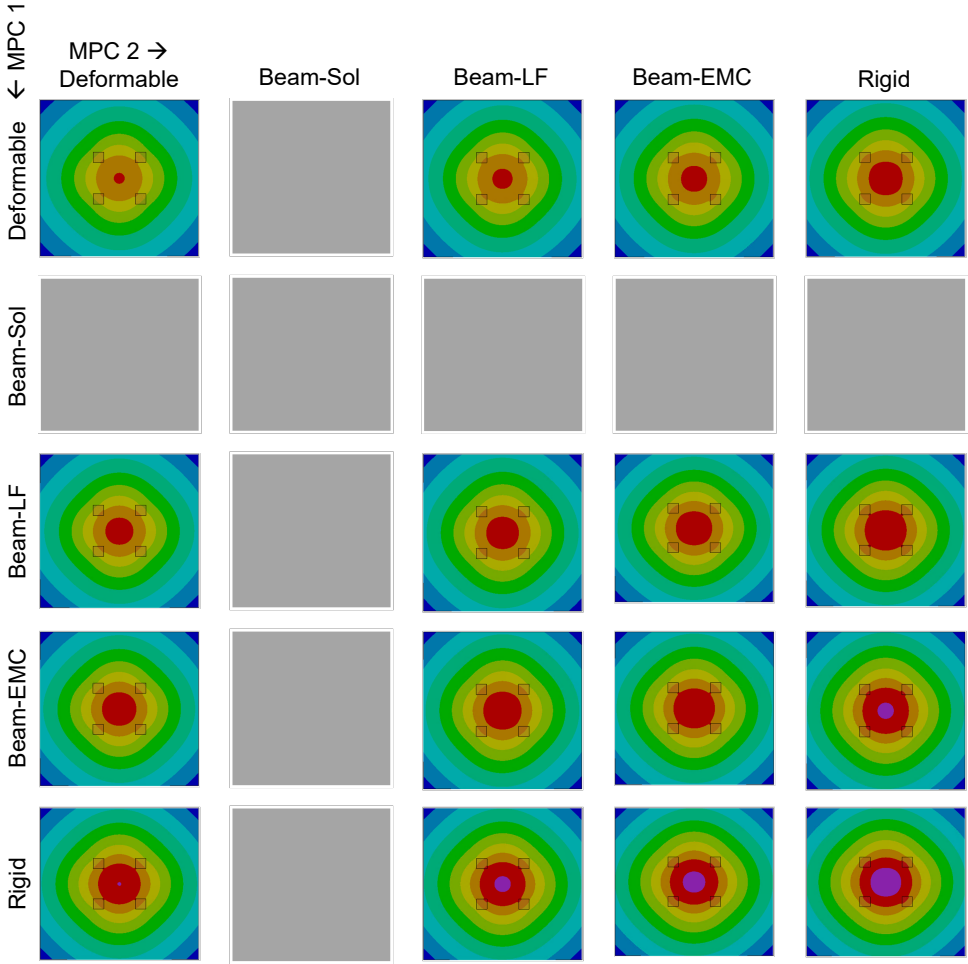 ← MPC 1
MPC 2 →
Deformable
Beam-Sol
Beam-LF
Beam-EMC
Rigid
Deformable
Beam-Sol
Beam-LF
Beam-EMC
Rigid